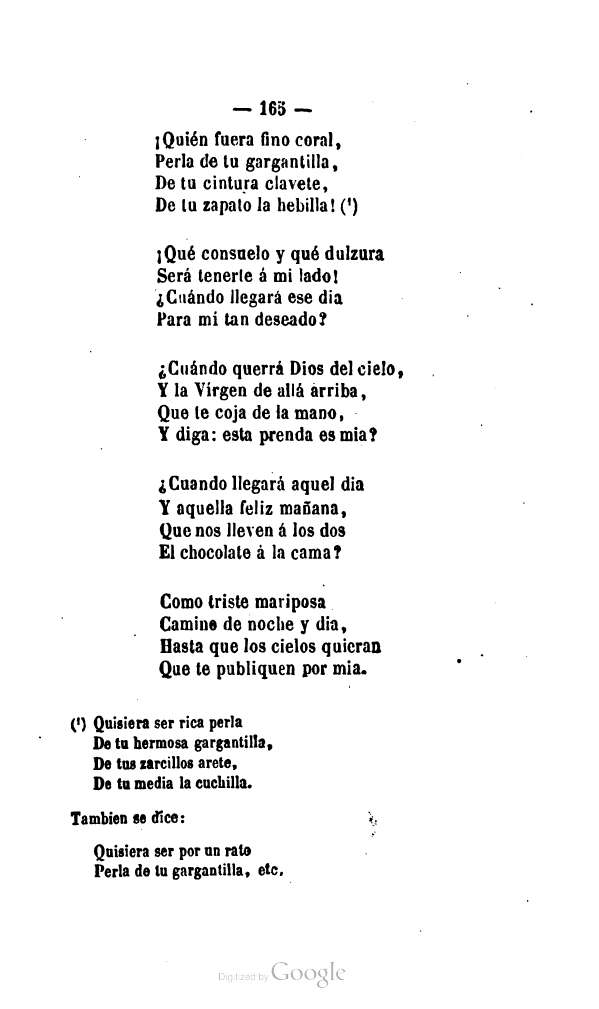 — 165 —
¡Quién fuera fino coral,
Perla de tu gargantilla,
De tu cintura clavete,
De tu zapato la hebilla! (¹)
¡Qué consuelo y qué dulzura
Será tenerte á mi lado!
¿Cuándo llegará ese dia
Para mí tan deseado?
¿Cuándo querrá Dios del cielo,
Y la Vírgen de allá arriba,
Que te coja de la mano,
Y diga: esta prenda es mia?
¿Cuando llegará aquel dia
Y aquella feliz mañana,
Que nos lleven á los dos
El chocolate á la cama?
Como triste mariposa
Camino de noche y dia,
Hasta que los cielos quieran
Que te publiquen por mia.
(¹) Quisiera ser rica perla
De tu hermosa gargantilla,
De tus zarcillos arete,
De tu media la cuchilla.
Tambien se dice:
Quisiera ser por un rato
Perla de tu gargantilla, etc.
Digitized by Google